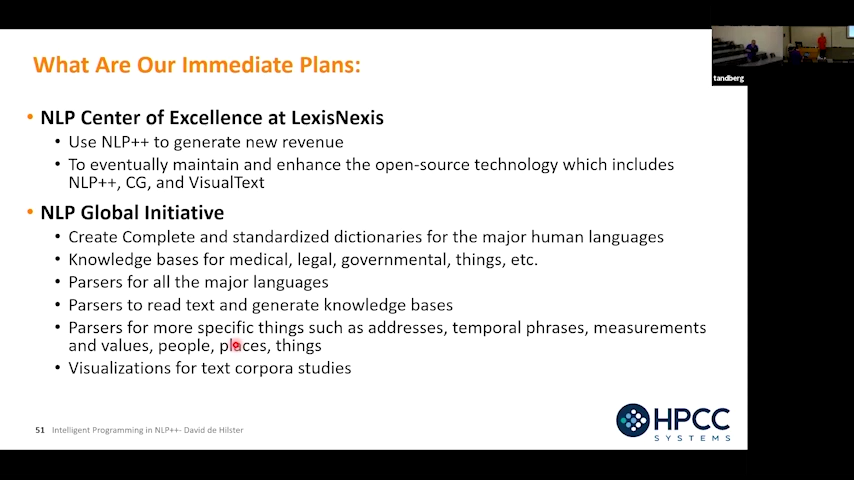 What Are Our Immediate Plans:
• NLP Center of Excellence at LexisNexis
• Use NLP++ to generate new revenue
• To eventually maintain and enhance the open-source technology which includes
NLP++, CG, and VisualText
• NLP Global Initiative
• Create Complete and standardized dictionaries for the major human languages
• Knowledge bases for medical, legal, governmental, things, etc.
• Parsers for all the major languages
• Parsers to read text and generate knowledge bases
• Parsers for more specific things such as addresses, temporal phrases, measurements
and values, people, places, things
• Visualizations for text corpora studies
51 Intelligent Programming in NLP++- David de Hilster
HPCC
SYSTEMS
tandberg